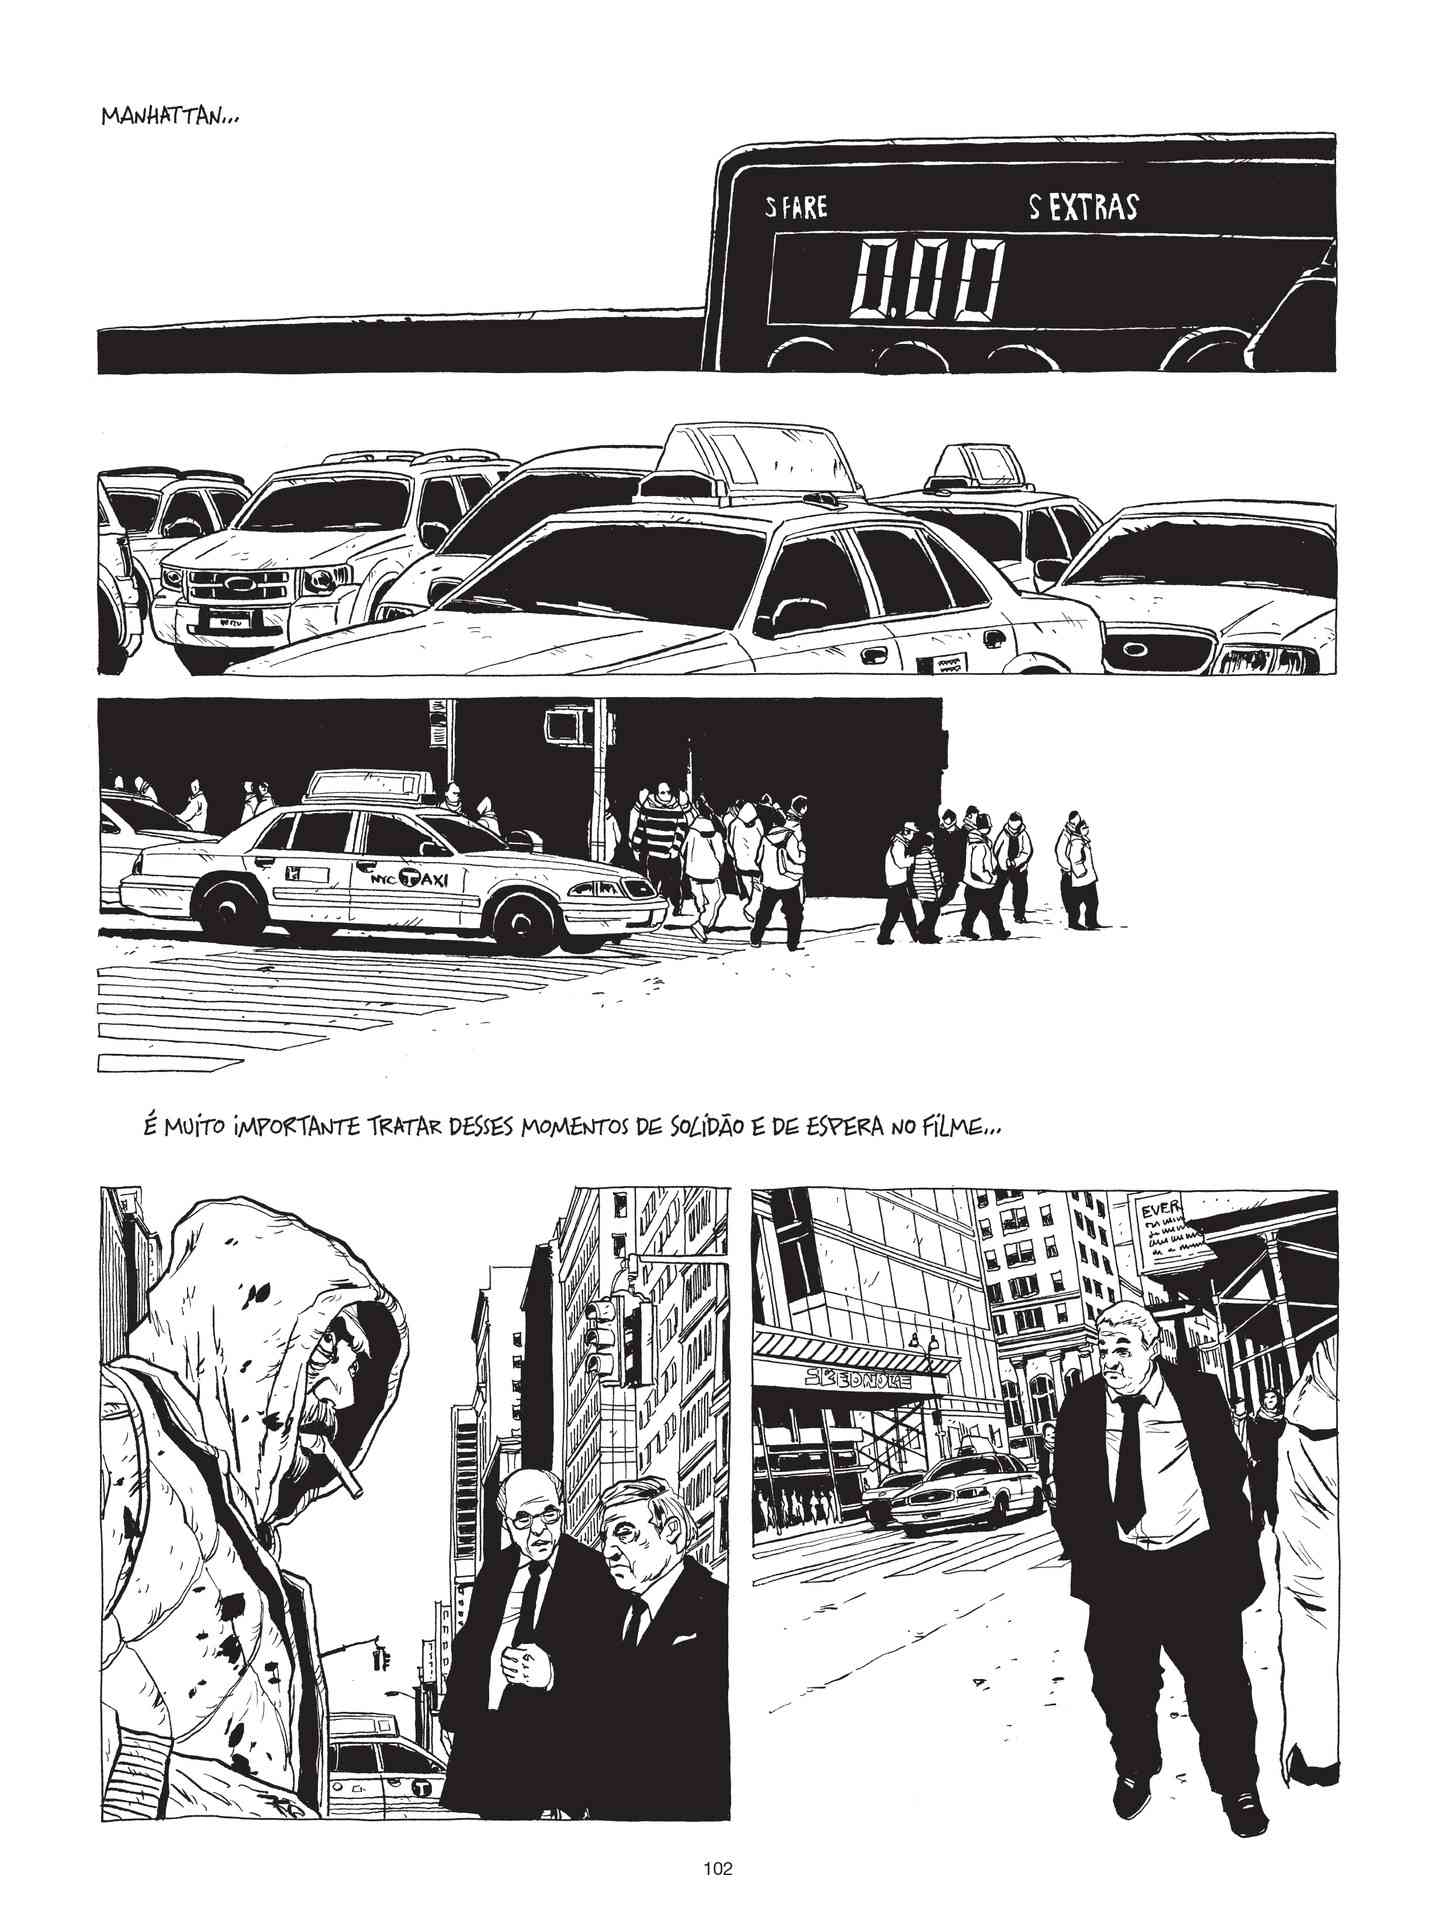 MANHATTAN...
$ FARE
$ EXTRAS
0.00
NYC TAXI
É MUITO IMPORTANTE TRATAR DESSES MOMENTOS DE SOLIDÃO E DE ESPERA NO FILME...
EVER
T
102